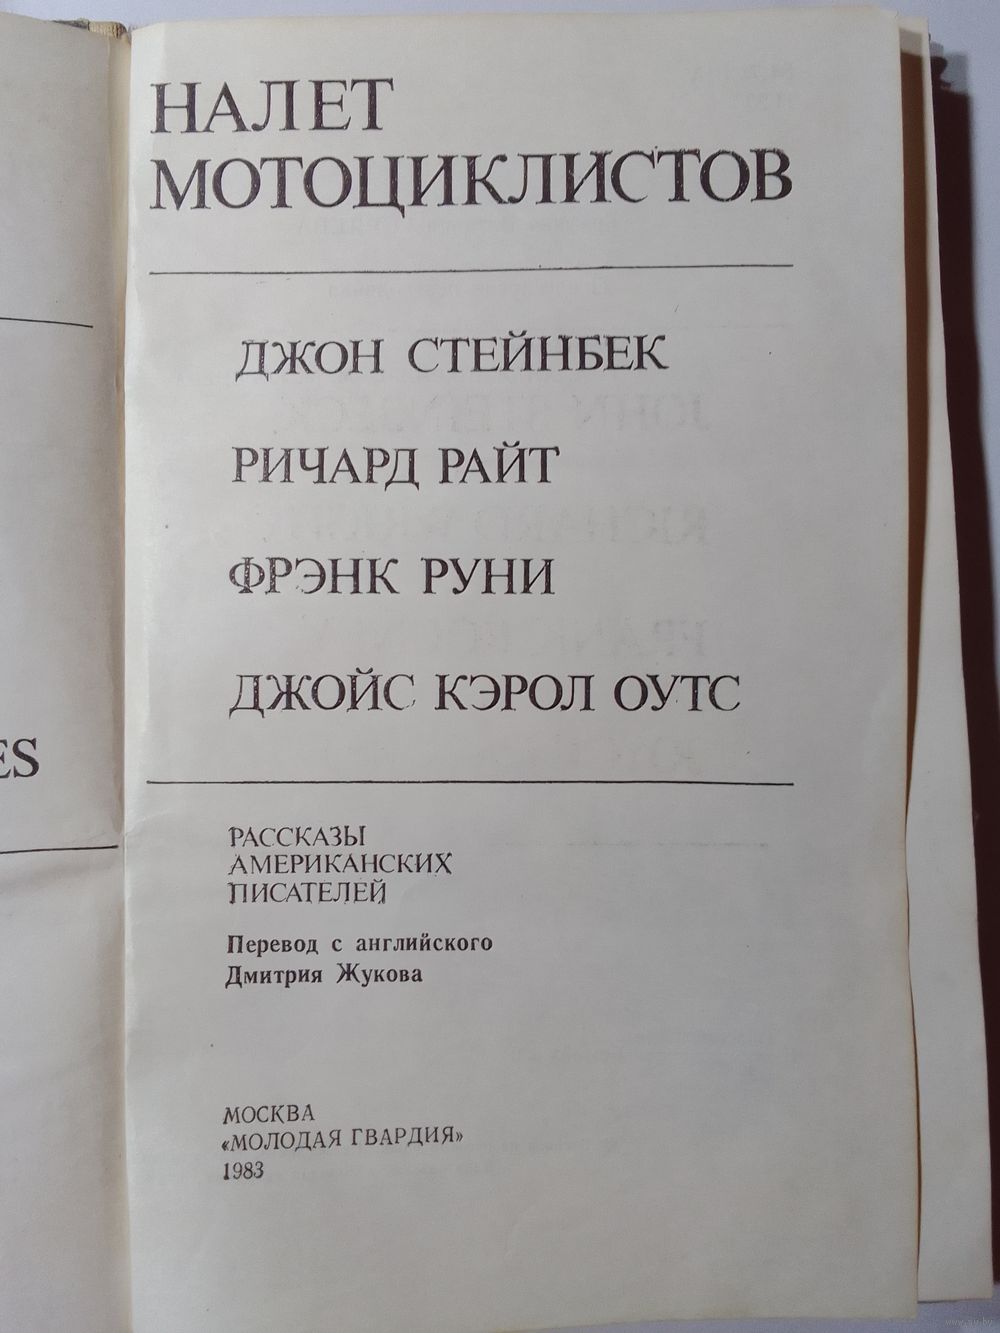 НАЛЕТ
МОТОЦИКЛИСТОВ
ДЖОН СТЕЙНБЕК
РИЧАРД РАЙТ
ФРЭНК РУНИ
ДЖОЙС КЭРОЛ ОУТС
РАССКАЗЫ
АМЕРИКАНСКИХ
ПИСАТЕЛЕЙ
Перевод с английского
Дмитрия Жукова
МОСКВА
«МОЛОДАЯ ГВАРДИЯ»
1983
ES